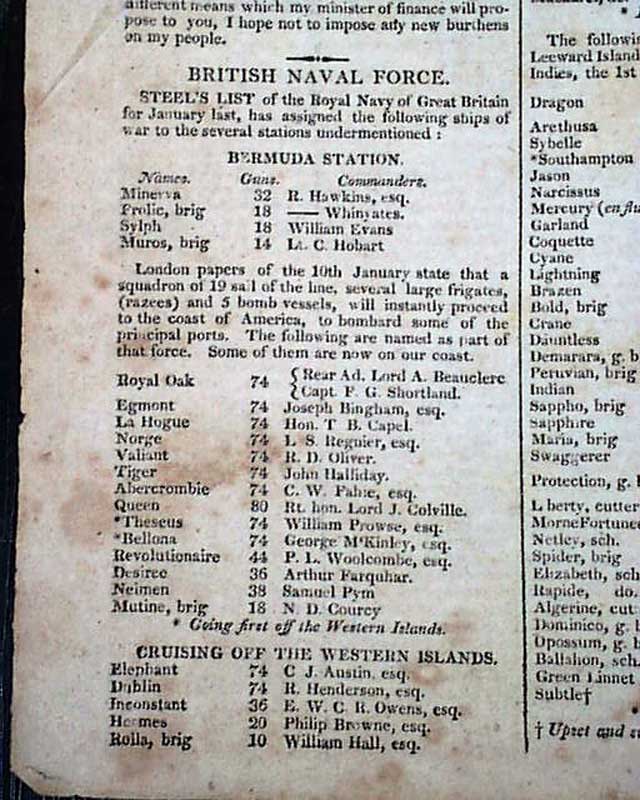 different means which my minister of finance will pro-
pose to you, I hope not to impose any new burthens
on my people.
BRITISH NAVAL FORCE.
STEEL'S LIST of the Royal Navy of Great Britain
for January last, has assigned the following ships of
war to the several stations undermentioned :
BERMUDA STATION.
Names. Guns. Commanders.
Minerva 32 R. Hawkins, esq.
Frolic, brig 18 —— Whinyates.
Sylph 18 William Evans
Muros, brig 14 Lt. C. Hobart
London papers of the 10th January state that a
squadron of 19 sail of the line, several large frigates,
(razees) and 5 bomb vessels, will instantly proceed
to the coast of America, to bombard some of the
principal ports. The following are named as part of
that force. Some of them are now on our coast.
Royal Oak 74 { Rear Ad. Lord A. Beauclerc
Capt. F. G. Shortland.
Egmont 74 Joseph Bingham, esq.
La Hogue 74 Hon. T. B. Capel.
Norge 74 L. S. Regnier, esq.
Valiant 74 R. D. Oliver.
Tiger 74 John Halliday.
Abercrombie 74 C. W. Fahie, esq.
Queen 80 Rt. hon. Lord J. Colville.
*Theseus 74 William Prowse, esq.
*Bellona 74 George M'Kinley, esq.
Revolutionaire 44 P. L. Woolcombe, esq.
Desiree 36 Arthur Farquhar.
Neimen 38 Samuel Pym
Mutine, brig 18 N. D. Courcy
* Going first off the Western Islands.
CRUISING OFF THE WESTERN ISLANDS.
Elephant 74 C J. Austin, esq.
Dublin 74 R. Henderson, esq.
Inconstant 36 E. W. C. R. Owens, esq.
Hermes 20 Philip Browne, esq.
Rolla, brig 10 William Hall, esq.
The followi
Leeward Island
Indies, the 1st
Dragon
Arethusa
Sybelle
*Southampton
Jason
Narcissus
Mercury (en flu
Garland
Coquette
Cyane
Lightning
Brazen
Bold, brig
Crane
Dauntless
Demarara, g. b
Peruvian, brig
Indian
Sappho, brig
Sapphire
Maria, brig
Swaggerer
Protection, g. b
Liberty, cutter
MorneFortunee
Netley, sch.
Spider, brig
Elizabeth, sch
Rapide, do.
Algerine, cut
Dominico, g. b
Opossum, g. b
Ballahon, sch.
Green Linnet
Subtle†
† Upset and s